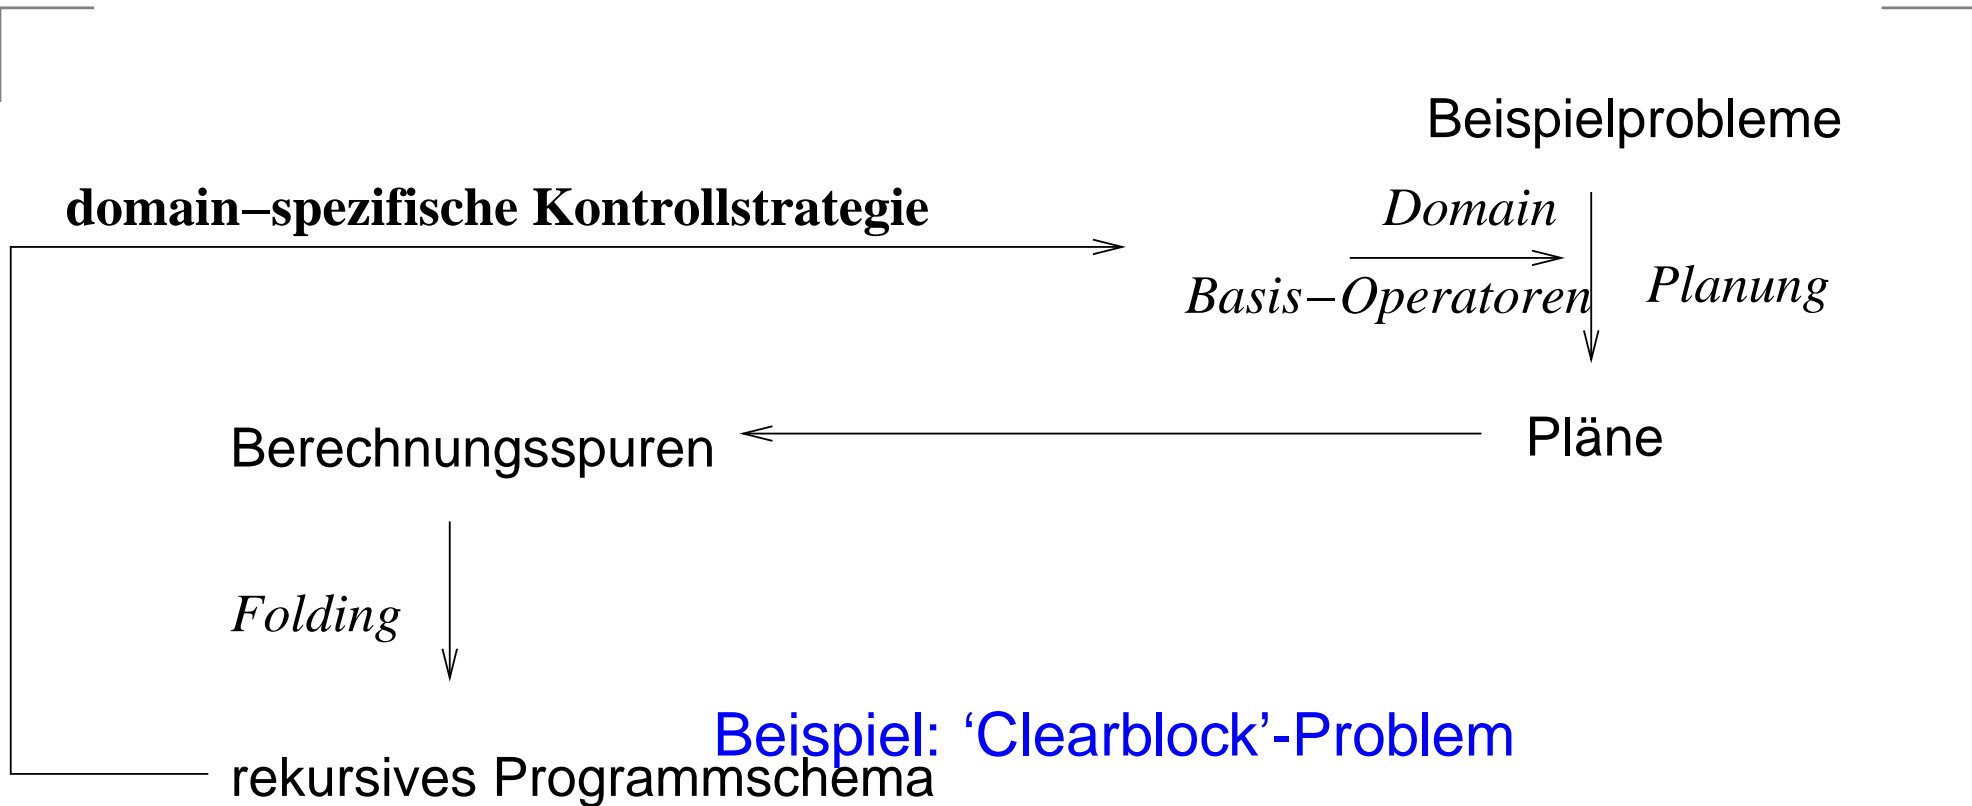 Beispielprobleme
domain–spezifische Kontrollstrategie
Domain
Basis–Operatoren
Planung
Berechnungsspuren
Pläne
Folding
Beispiel: ‘Clearblock’-Problem
rekursives Programmschema